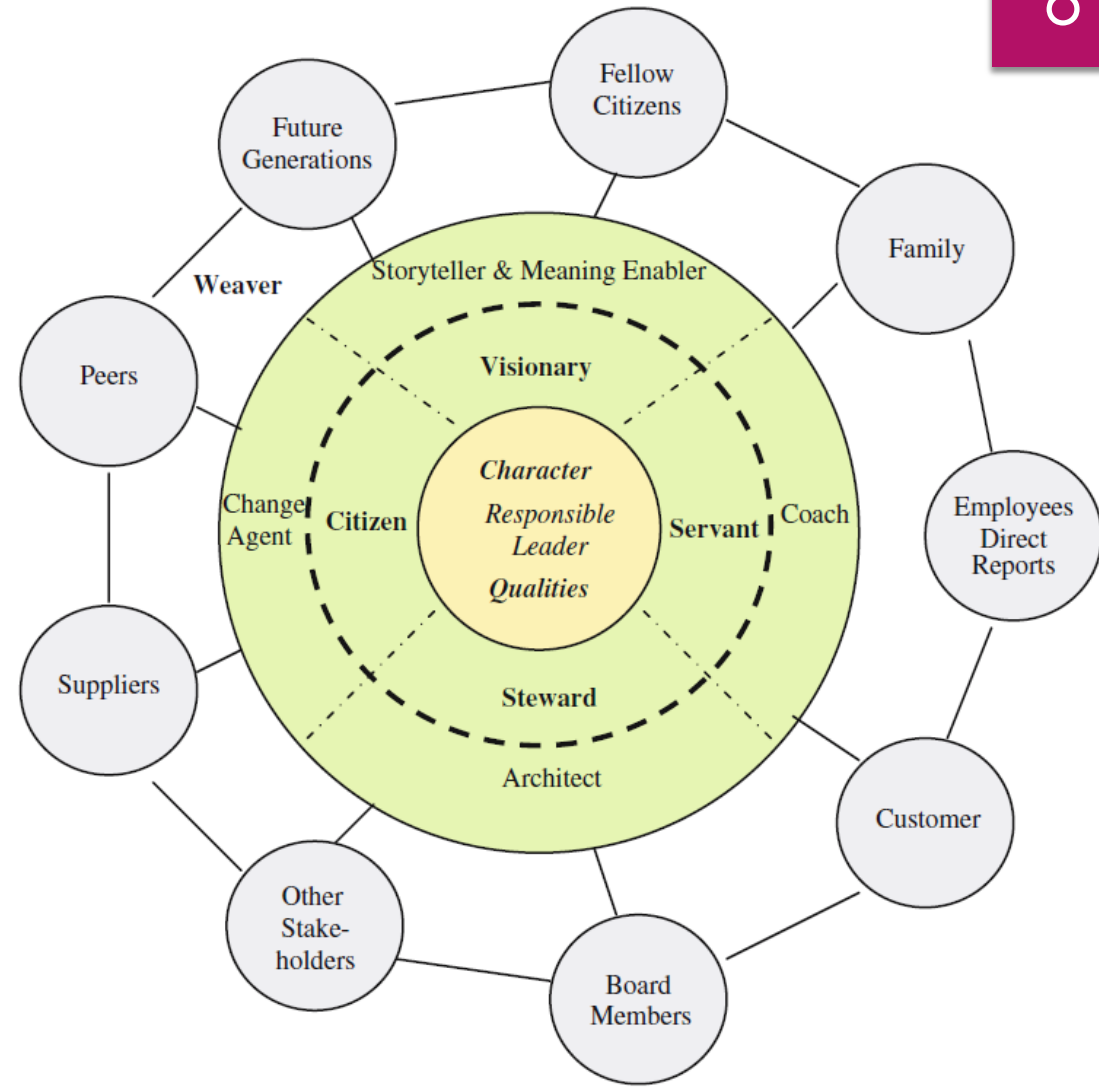 Fellow
Citizens
Future
Generations
Family
Weaver
Storyteller & Meaning Enabler
Visionary
Peers
Character
Responsible
Leader
Qualities
Change
Agent
Citizen
Servant
Coach
Employees
Direct
Reports
Suppliers
Steward
Architect
Customer
Other
Stake-
holders
Board
Members